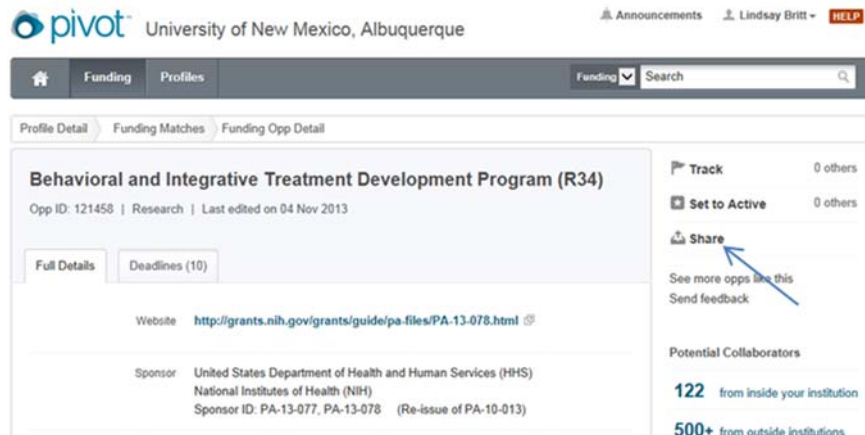 pivot University of New Mexico, Albuquerque
Announcements Lindsay Britt HELP
Funding Profiles Funding Search
Profile Detail Funding Matches Funding Opp Detail
Behavioral and Integrative Treatment Development Program (R34)
Opp ID: 121458 | Research | Last edited on 04 Nov 2013
Full Details Deadlines (10)
Website http://grants.nih.gov/grants/guide/pa-files/PA-13-078.html
Sponsor United States Department of Health and Human Services (HHS)
National Institutes of Health (NIH)
Sponsor ID: PA-13-077, PA-13-078 (Re-issue of PA-10-013)
Track 0 others
Set to Active 0 others
Share
See more opps like this
Send feedback
Potential Collaborators
122 from inside your institution
500+ from outside institutions